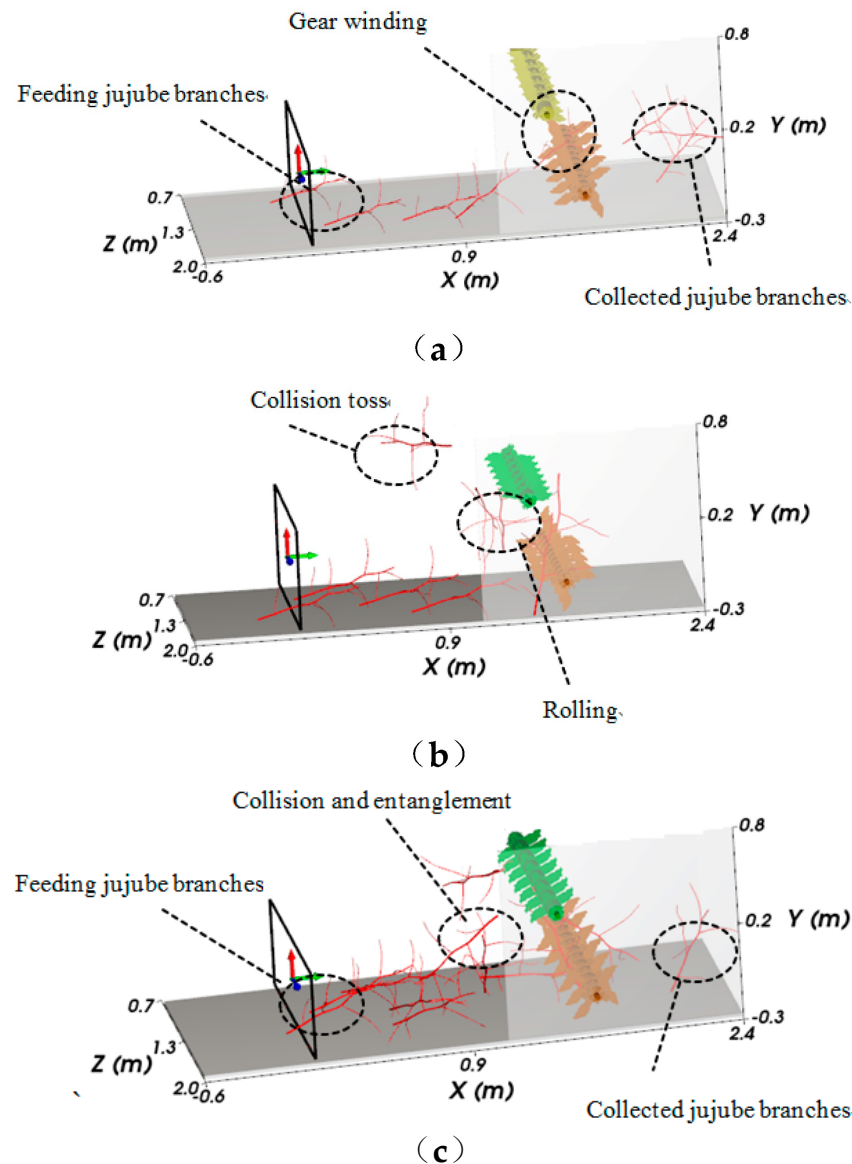 Gear winding
0.8
Feeding jujube branches
0.2
Y (m)
0.7
Z (m)
1.3
-0.3
2.0
-0.6
0.9
2.4
X (m)
Collected jujube branches
（a）
Collision toss
0.8
0.2
Y (m)
0.7
Z (m)
1.3
-0.3
2.0
-0.6
0.9
2.4
X (m)
Rolling
（b）
Collision and entanglement
0.8
Feeding jujube branches
0.2
Y (m)
0.7
1.3
-0.3
Z (m)
2.4
2.0
-0.6
0.9
X (m)
Collected jujube branches
（c）